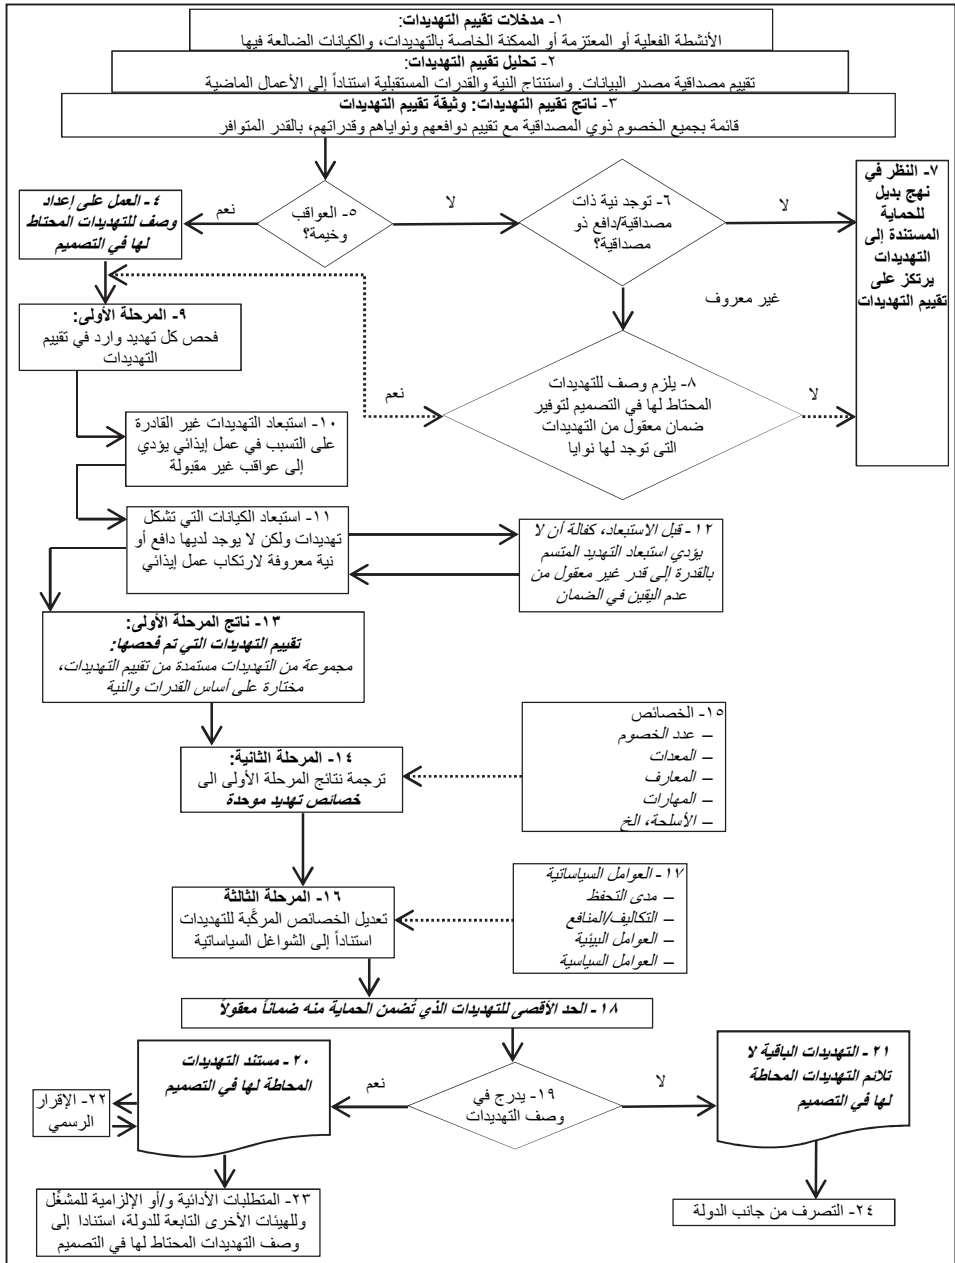 ١- مدخلات تقييم التهديدات:
الأنشطة الفعلية أو المعتزمة أو الممكنة الخاصة بالتهديدات، والكيانات الضالعة فيها
٢- تحليل تقييم التهديدات:
تقييم مصداقية مصدر البيانات. واستنتاج النية والقدرات المستقبلية استناداً إلى الأعمال الماضية
٣- ناتج تقييم التهديدات: وثيقة تقييم التهديدات
قائمة بجميع الخصوم ذوي المصداقية مع تقييم دوافعهم ونواياهم وقدراتهم، بالقدر المتوافر
٤- العمل على إعداد
وصف للتهديدات المحتاط
لها في التصميم
نعم
٥- العواقب
وخيمة؟
لا
٦- توجد نية ذات
مصداقية/دافع ذو
مصداقية؟
لا
٧- النظر في
نهج بديل
للحماية
المستندة إلى
التهديدات
يرتكز على
تقييم التهديدات
غير معروف
٨- يلزم وصف للتهديدات
المحتاط لها في التصميم لتوفير
ضمان معقول من التهديدات
التى توجد لها نوايا
نعم
لا
٩- المرحلة الأولى:
فحص كل تهديد وارد في تقييم
التهديدات
١٠- استبعاد التهديدات غير القادرة
على التسبب في عمل إيذائي يؤدي
إلى عواقب غير مقبولة
١١- استبعاد الكيانات التي تشكل
تهديدات ولكن لا يوجد لديها دافع أو
نية معروفة لارتكاب عمل إيذائي
١٢- قبل الاستبعاد، كفالة أن لا
يؤدي استبعاد التهديد المتسم
بالقدرة إلى قدر غير معقول من
عدم اليقين في الضمان
١٣- ناتج المرحلة الأولى:
تقييم التهديدات التي تم فحصها:
مجموعة من التهديدات مستمدة من تقييم التهديدات،
مختارة على أساس القدرات والنية
١٤- المرحلة الثانية:
ترجمة نتائج المرحلة الأولى الى
خصائص تهديد موحدة
١٥- الخصائص
– عدد الخصوم
– المعدات
– المعارف
– المهارات
– الأسلحة، الخ
١٦- المرحلة الثالثة
تعديل الخصائص المركَّبة للتهديدات
استناداً إلى الشواغل السياساتية
١٧- العوامل السياساتية
– مدى التحفظ
– التكاليف/المنافع
– العوامل البيئية
– العوامل السياسية
١٨- الحد الأقصى للتهديدات الذي تُضمن الحماية منه ضماناً معقولاً
١٩- يدرج في
وصف التهديدات
نعم
لا
٢٠- مستند التهديدات
المحاطة لها في التصميم
٢١- التهديدات الباقية لا
تلائم التهديدات المحاطة
لها في التصميم
٢٢- الإقرار
الرسمي
٢٣- المتطلبات الأدائية و/أو الإلزامية للمشغِّل
وللهيئات الأخرى التابعة للدولة، استنادا إلى
وصف التهديدات المحتاط لها في التصميم
٢٤- التصرف من جانب الدولة